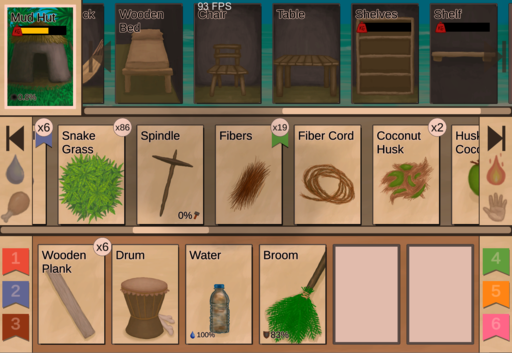 93 FPS
Mud Hut
ck
Wooden
Bed
Chair
Table
Shelves
Shelf
x6
Snake
Grass
x86
Spindle
0%
Fibers
x19
Fiber Cord
Coconut
Husk
x2
Husk
Coco
Wooden
Plank
x6
Drum
Water
100%
Broom
83%
1
2
3
4
5
6